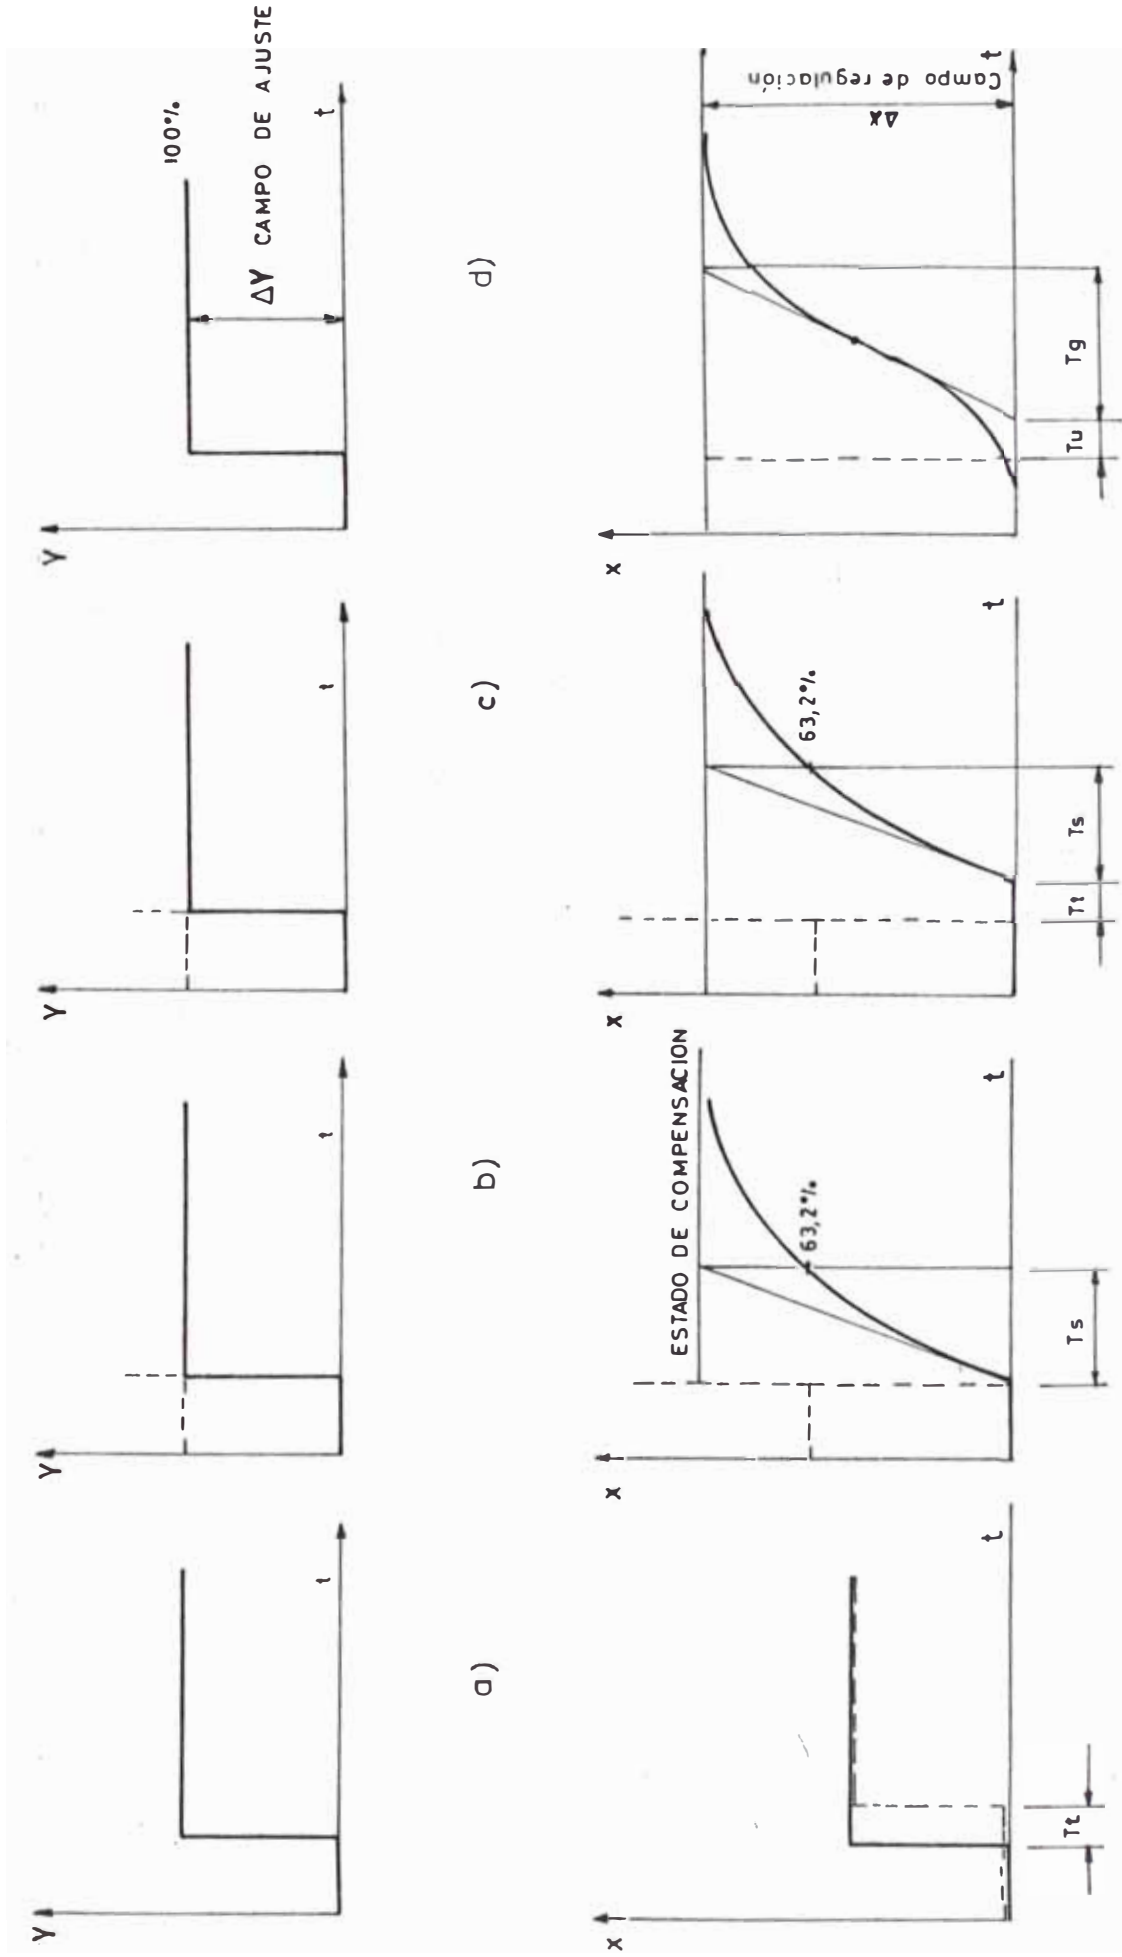 Y
t
Y
t
Y
t
Y
100%
ΔY CAMPO DE AJUSTE
t
a)
b)
c)
d)
x
t
Tt
x
ESTADO DE COMPENSACION
63,2%
t
Ts
x
63,2%
t
Tt
Ts
x
Δx
Campo de regulación
t
Tu
Tg